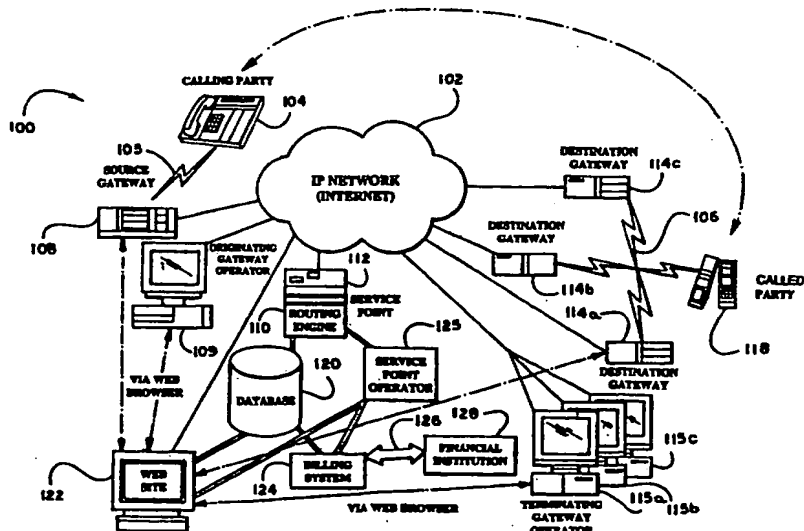 CALLING PARTY
104
102
100
105
SOURCE
GATEWAY
108
IP NETWORK
(INTERNET)
DESTINATION
GATEWAY
114c
106
DESTINATION
GATEWAY
114b
CALLED
PARTY
118
114a
DESTINATION
GATEWAY
ORIGINATING
GATEWAY
OPERATOR
109
112
SERVICE
POINT
110
ROUTING
ENGINE
125
SERVICE
POINT
OPERATOR
120
DATABASE
VIA WEB
BROWSER
126
128
FINANCIAL
INSTITUTION
122
WEB
SITE
124
BILLING
SYSTEM
VIA WEB BROWSER
115c
115b
115a
TERMINATING
GATEWAY
OPERATOR